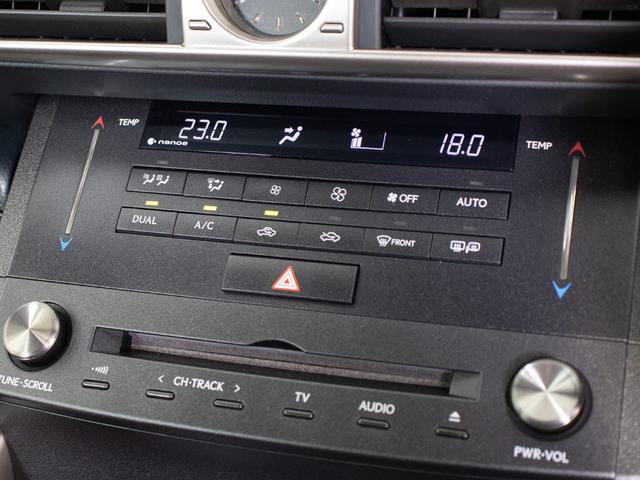 TEMP 23.0 18.0 TEMP
nanoe
OFF AUTO
DUAL A/C FRONT
TUNE•SCROLL < CH•TRACK > TV AUDIO
PWR•VOL